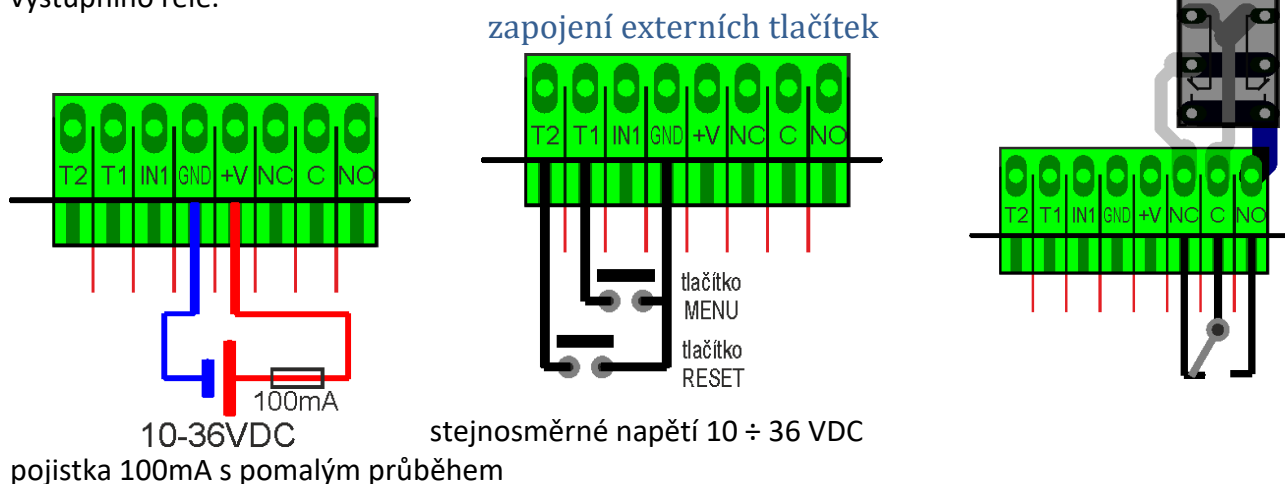 výstupního relé.
zapojení externích tlačítek
T2 T1 IN1 GND +V NC C NO
T2 T1 IN1 GND +V NC C NO
T2 T1 IN1 GND +V NC C NO
tlačítko
MENU
tlačítko
RESET
100mA
10-36VDC
stejnosměrné napětí 10 ÷ 36 VDC
pojistka 100mA s pomalým průběhem